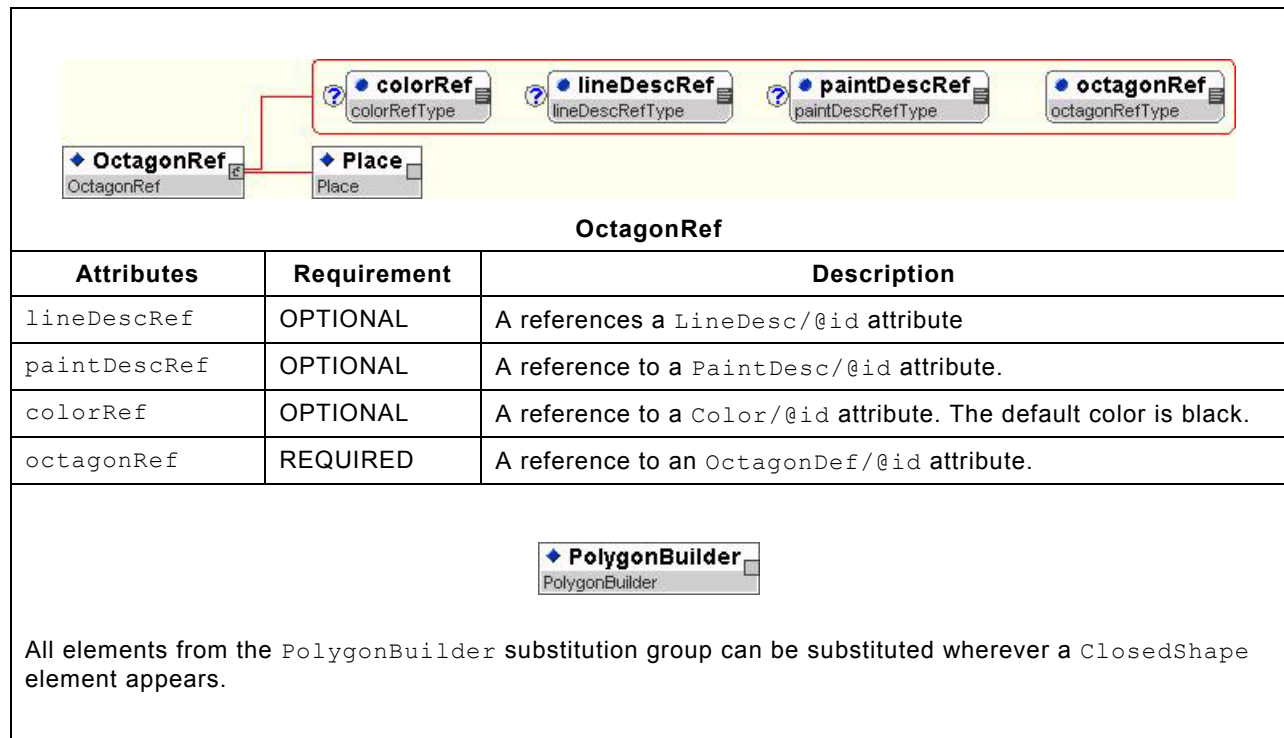 colorRef lineDescRef paintDescRef octagonRef
colorRefType lineDescRefType paintDescRefType octagonRefType
OctagonRef Place
OctagonRef Place
OctagonRef
Attributes Requirement Description
lineDescRef OPTIONAL A references a LineDesc/@id attribute
paintDescRef OPTIONAL A reference to a PaintDesc/@id attribute.
colorRef OPTIONAL A reference to a Color/@id attribute. The default color is black.
octagonRef REQUIRED A reference to an OctagonDef/@id attribute.
PolygonBuilder
PolygonBuilder
All elements from the PolygonBuilder substitution group can be substituted wherever a ClosedShape
element appears.